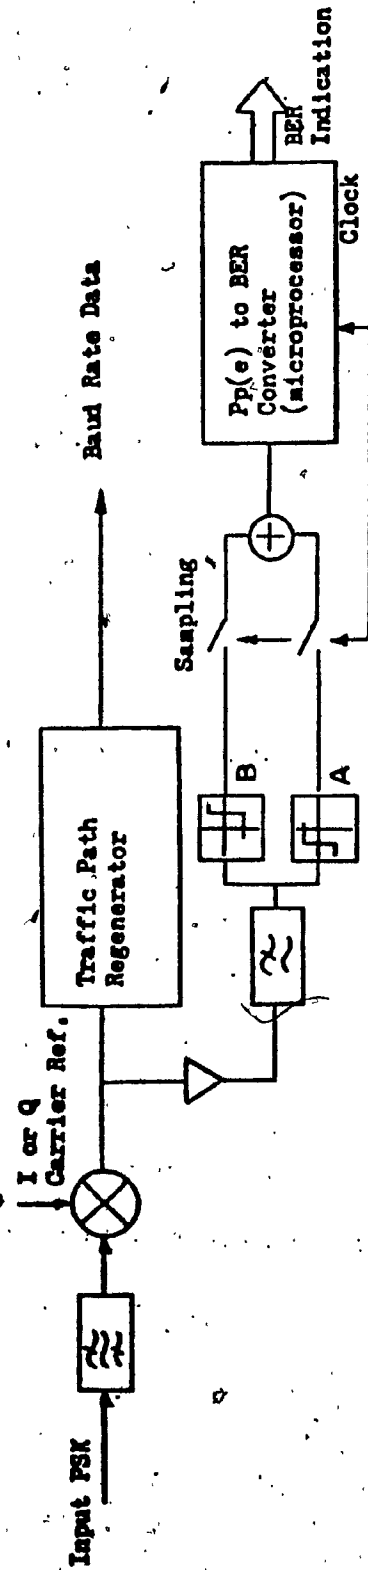 Input PSK
I or Q
Carrier Ref.
Traffic Path
Regenerator
Baud Rate Data
B
A
Sampling
Pp(e) to BER
Converter
(microprocessor)
Clock
BER
Indication